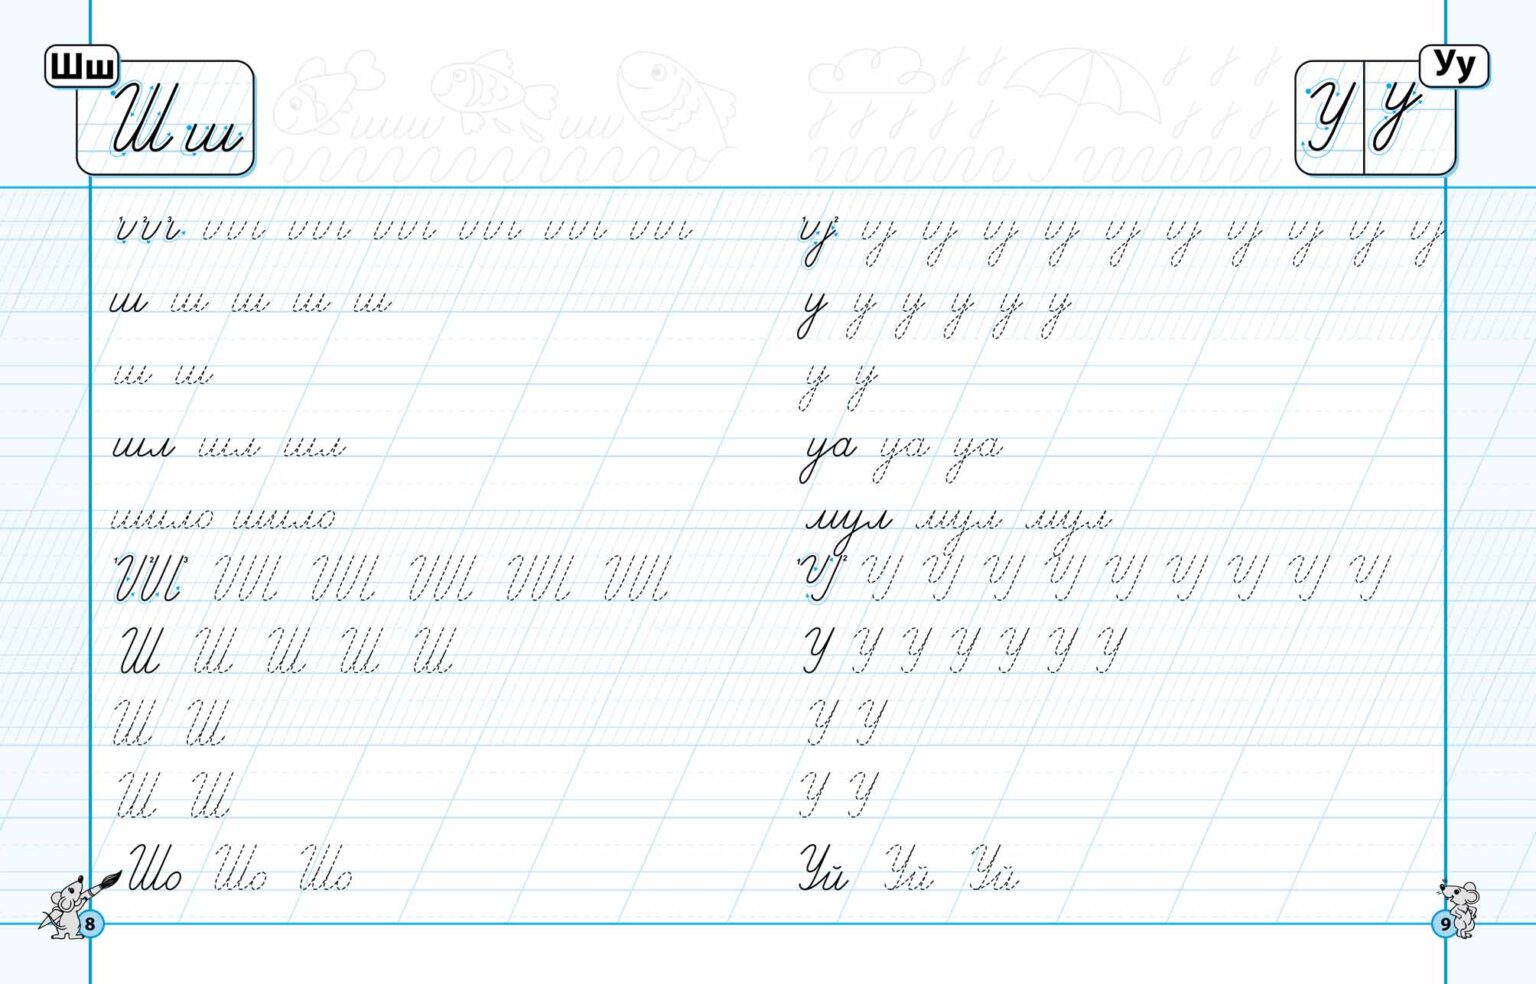 Шш
Ш ш
ш ш ш ш ш
ш ш
шл шл шл
шило шило
Ш Ш Ш Ш Ш
Ш Ш
Ш Ш
Шо Шо Шо
8
Уу
У у
у у у у у у у у у у у
у у у у у у
у у
уа уа уа
мул мул мул
У У У У У У У У У У
У У У У У У У
У У
У У
Уй Уй Уй
9